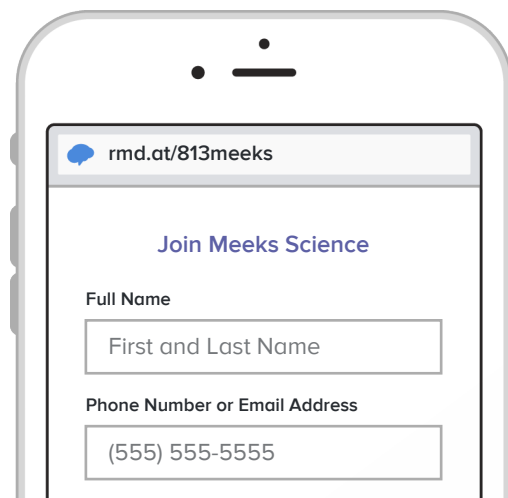 rmd.at/813meeks
Join Meeks Science
Full Name
First and Last Name
Phone Number or Email Address
(555) 555-5555